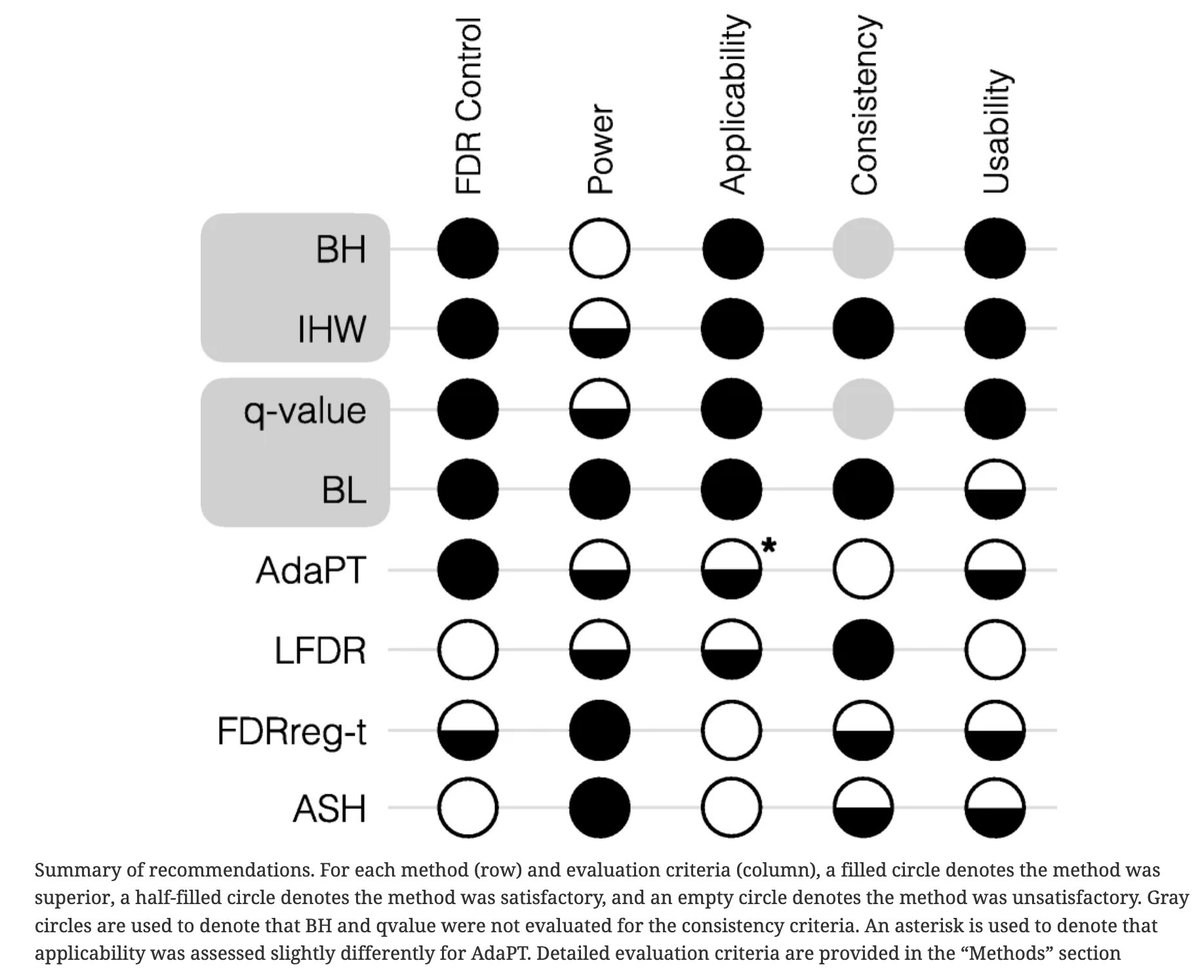 FDR Control
Power
Applicability
Consistency
Usability
BH
IHW
q-value
BL
AdaPT
*
LFDR
FDRreg-t
ASH
Summary of recommendations. For each method (row) and evaluation criteria (column), a filled circle denotes the method was
superior, a half-filled circle denotes the method was satisfactory, and an empty circle denotes the method was unsatisfactory. Gray
circles are used to denote that BH and qvalue were not evaluated for the consistency criteria. An asterisk is used to denote that
applicability was assessed slightly differently for AdaPT. Detailed evaluation criteria are provided in the “Methods” section